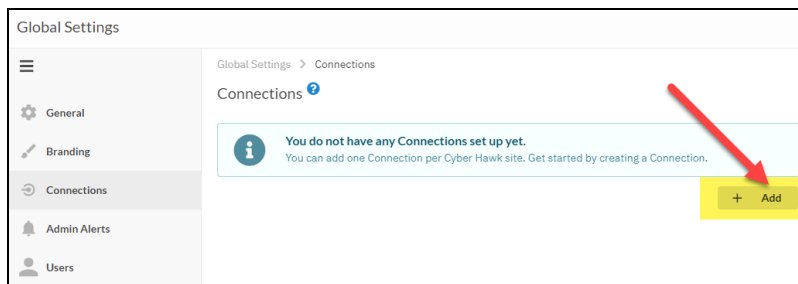 Global Settings
Global Settings > Connections
Connections ?
General
You do not have any Connections set up yet.
You can add one Connection per Cyber Hawk site. Get started by creating a Connection.
Branding
Connections
+ Add
Admin Alerts
Users